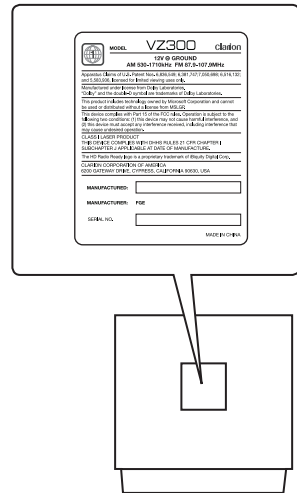 MODEL VZ300 clarion
12V ⊖ GROUND
AM 530-1710kHz FM 87.9-107.9MHz
Apparatus Claims of U.S. Patent Nos. 6,836,549; 6,381,747; 7,050,698; 6,516,132;
and 5,583,936, licensed for limited viewing uses only.
Manufactured under license from Dolby Laboratories.
"Dolby" and the double-D symbol are trademarks of Dolby Laboratories.
This product includes technology owned by Microsoft Corporation and cannot
be used or distributed without a license from MSLGP.
This device complies with Part 15 of the FCC rules. Operation is subject to the
following two conditions: (1) this device may not cause harmful interference, and
(2) this device must accept any interference received, including interference that
may cause undesired operation.
CLASS I LASER PRODUCT
THIS DEVICE COMPLIES WITH DHHS RULES 21 CFR CHAPTER I
SUBCHAPTER J APPLICABLE AT DATE OF MANUFACTURE.
The HD Radio Ready logo is a proprietary trademark of iBiquity Digital Corp.
CLARION CORPORATION OF AMERICA
6200 GATEWAY DRIVE, CYPRESS, CALIFORNIA 90630, USA
MANUFACTURED:
MANUFACTURER: FGE
SERIAL NO.
MADE IN CHINA